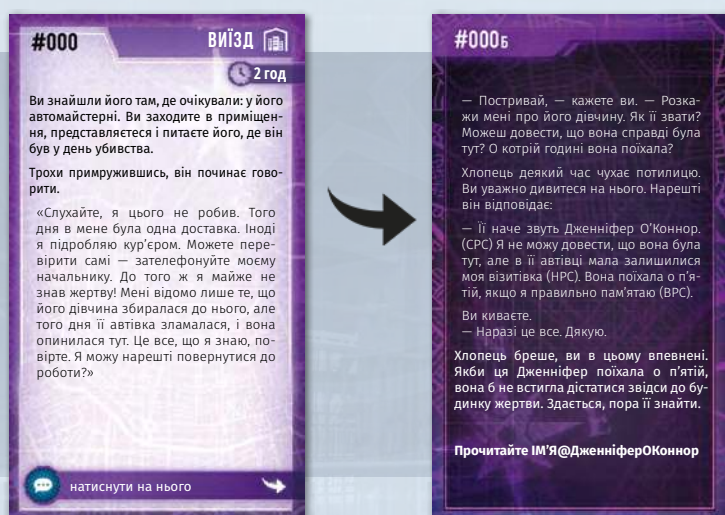 #000
ВИЇЗД
2 год
Ви знайшли його там, де очікували: у його
автомайстерні. Ви заходите в приміщен-
ня, представляєтеся і питаєте його, де він
був у день убивства.
Трохи примружившись, він починає гово-
рити.
«Слухайте, я цього не робив. Того
дня в мене була одна доставка. Іноді
я підробляю кур’єром. Можете пере-
вірити самі — зателефонуйте моєму
начальнику. До того ж я майже не
знав жертву! Мені відомо лише те, що
його дівчина збиралася до нього, але
того дня її автівка зламалася, і вона
опинилася тут. Це все, що я знаю, по-
вірте. Я можу нарешті повернутися до
роботи?»
натиснути на нього
#000Б
— Постривай, — кажете ви. — Розка-
жи мені про його дівчину. Як її звати?
Можеш довести, що вона справді була
тут? О котрій годині вона поїхала?
Хлопець деякий час чухає потилицю.
Ви уважно дивитеся на нього. Нарешті
він відповідає:
— Її наче звуть Дженніфер О’Коннор.
(СРС) Я не можу довести, що вона була
тут, але в її автівці мала залишилися
моя візитівка (НРС). Вона поїхала о п’я-
тій, якщо я правильно пам’ятаю (ВРС).
Ви киваєте.
— Наразі це все. Дякую.
Хлопець бреше, ви в цьому впевнені.
Якби ця Дженніфер поїхала о п’ятій,
вона б не встигла дістатися звідси до бу-
динку жертви. Здається, пора її знайти.
Прочитайте ІМ’Я@ДженніферОКоннор